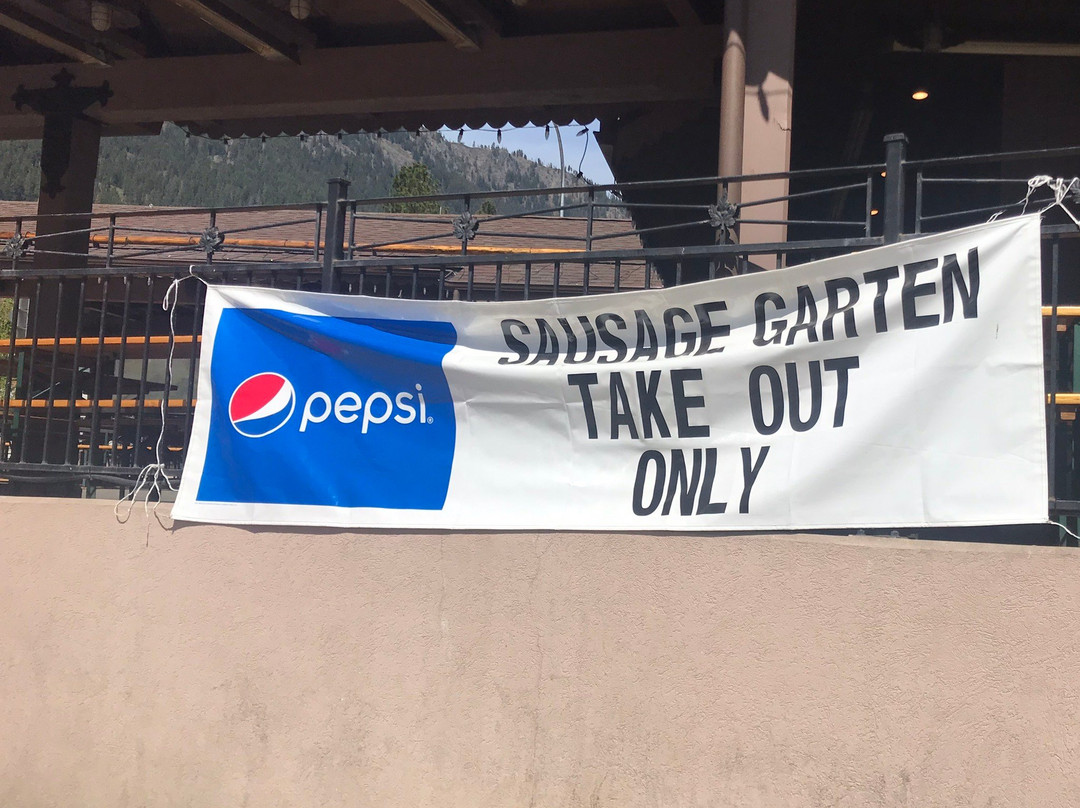 pepsi
SAUSAGE GARTEN
TAKE OUT
ONLY